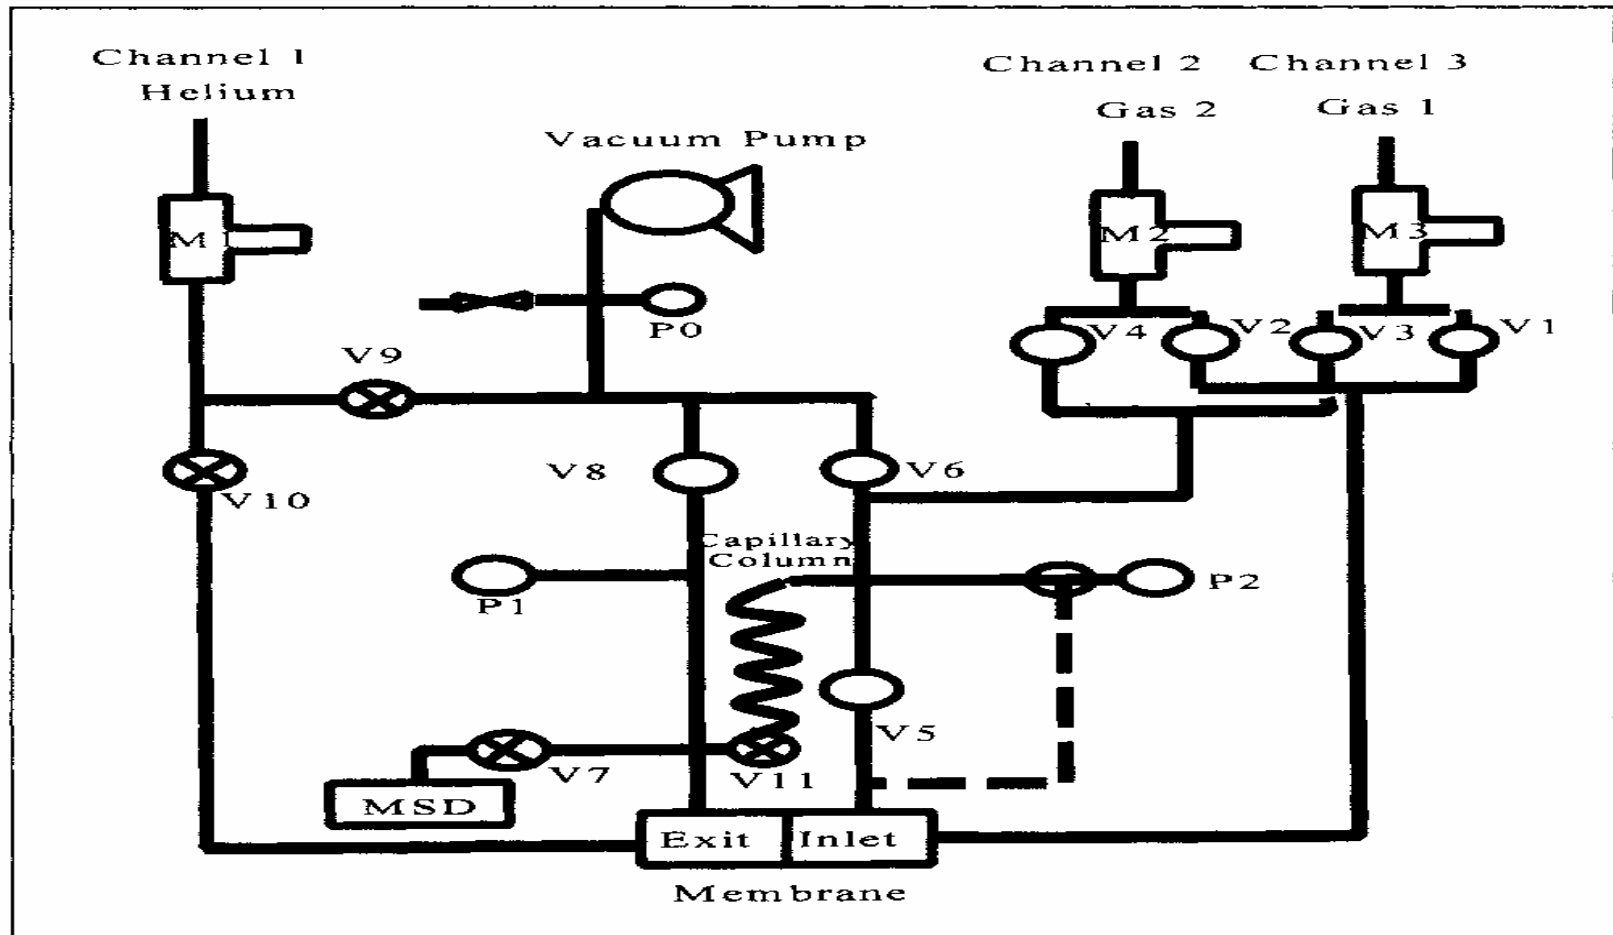 Channel 1
Helium
Channel 2 Channel 3
Gas 2 Gas 1
Vacuum Pump
M1
M2
M3
P0
V4
V2
V3
V1
V9
V8
V6
V10
Capillary
Column
P1
P2
V5
V7
V11
MSD
Exit
Inlet
Membrane